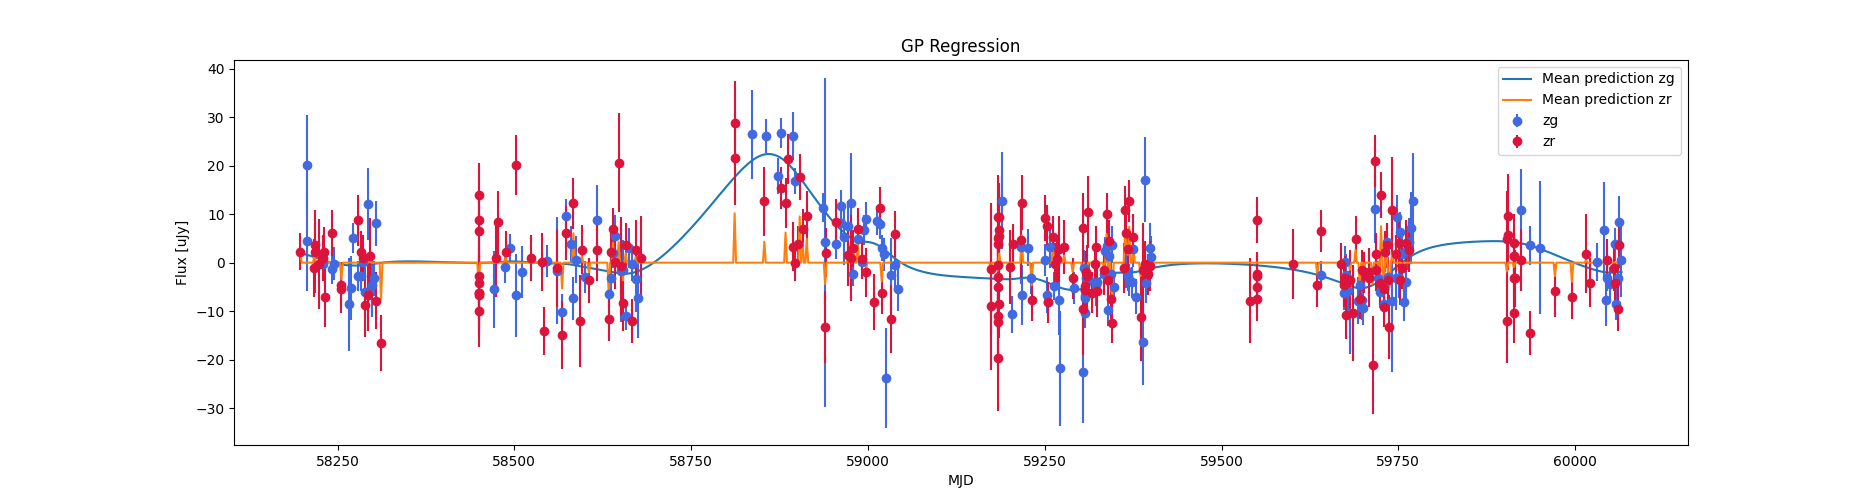 GP Regression
Flux [uJy]
40
30
20
10
0
−10
−20
−30
58250
58500
58750
59000
59250
59500
59750
60000
MJD
Mean prediction zg
Mean prediction zr
zg
zr